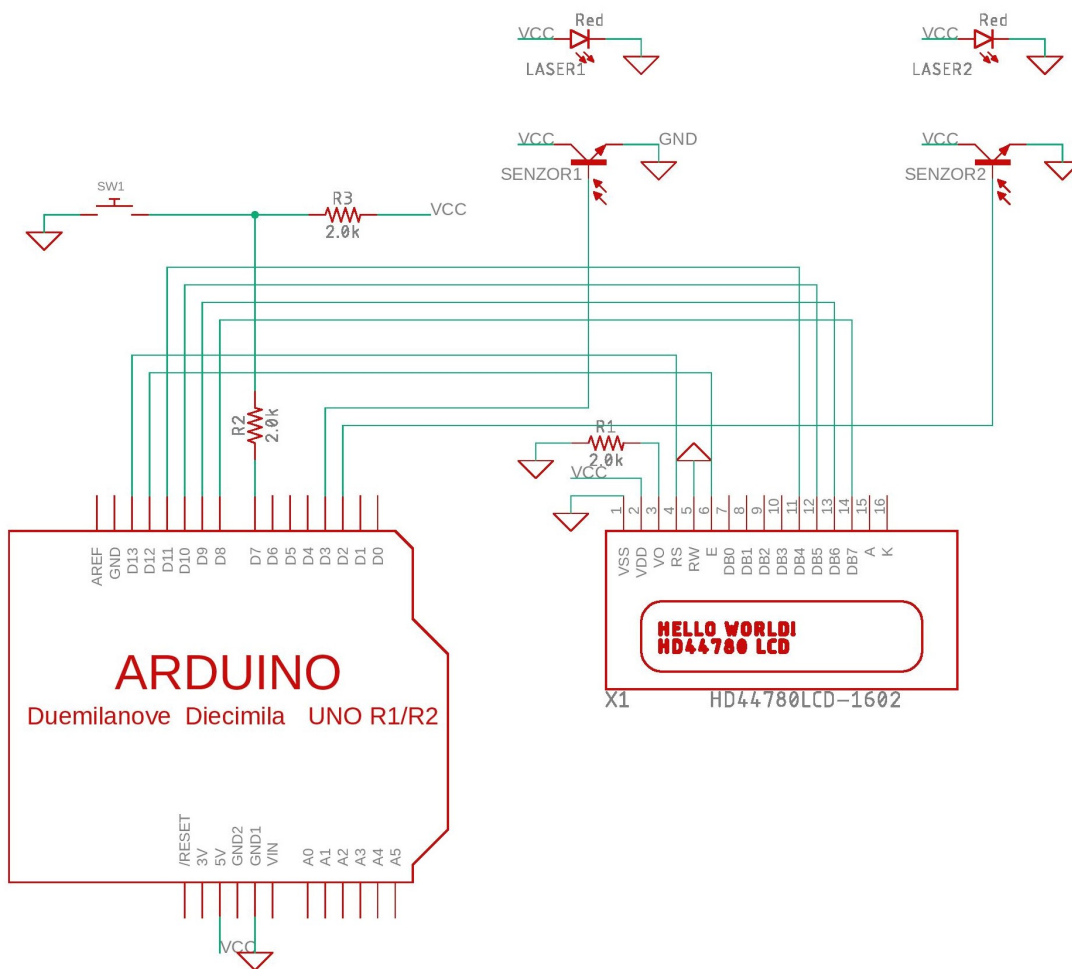 Red
Red
VCC
VCC
LASER1
LASER2
VCC
GND
VCC
SENZOR1
SENZOR2
SW1
R3
VCC
2.0k
R2
2.0k
R1
2.0k
VCC
1 2 3 4 5 6 7 8 9 10 11 12 13 14 15 16
AREF GND D13 D12 D11 D10 D9 D8 D7 D6 D5 D4 D3 D2 D1 D0
VSS VDD VO RS RW E DB0 DB1 DB2 DB3 DB4 DB5 DB6 DB7 A K
HELLO WORLD!
HD44780 LCD
ARDUINO
X1
HD44780LCD-1602
Duemilanove Diecimila UNO R1/R2
/RESET 3V 5V GND2 GND1 VIN A0 A1 A2 A3 A4 A5
VCC